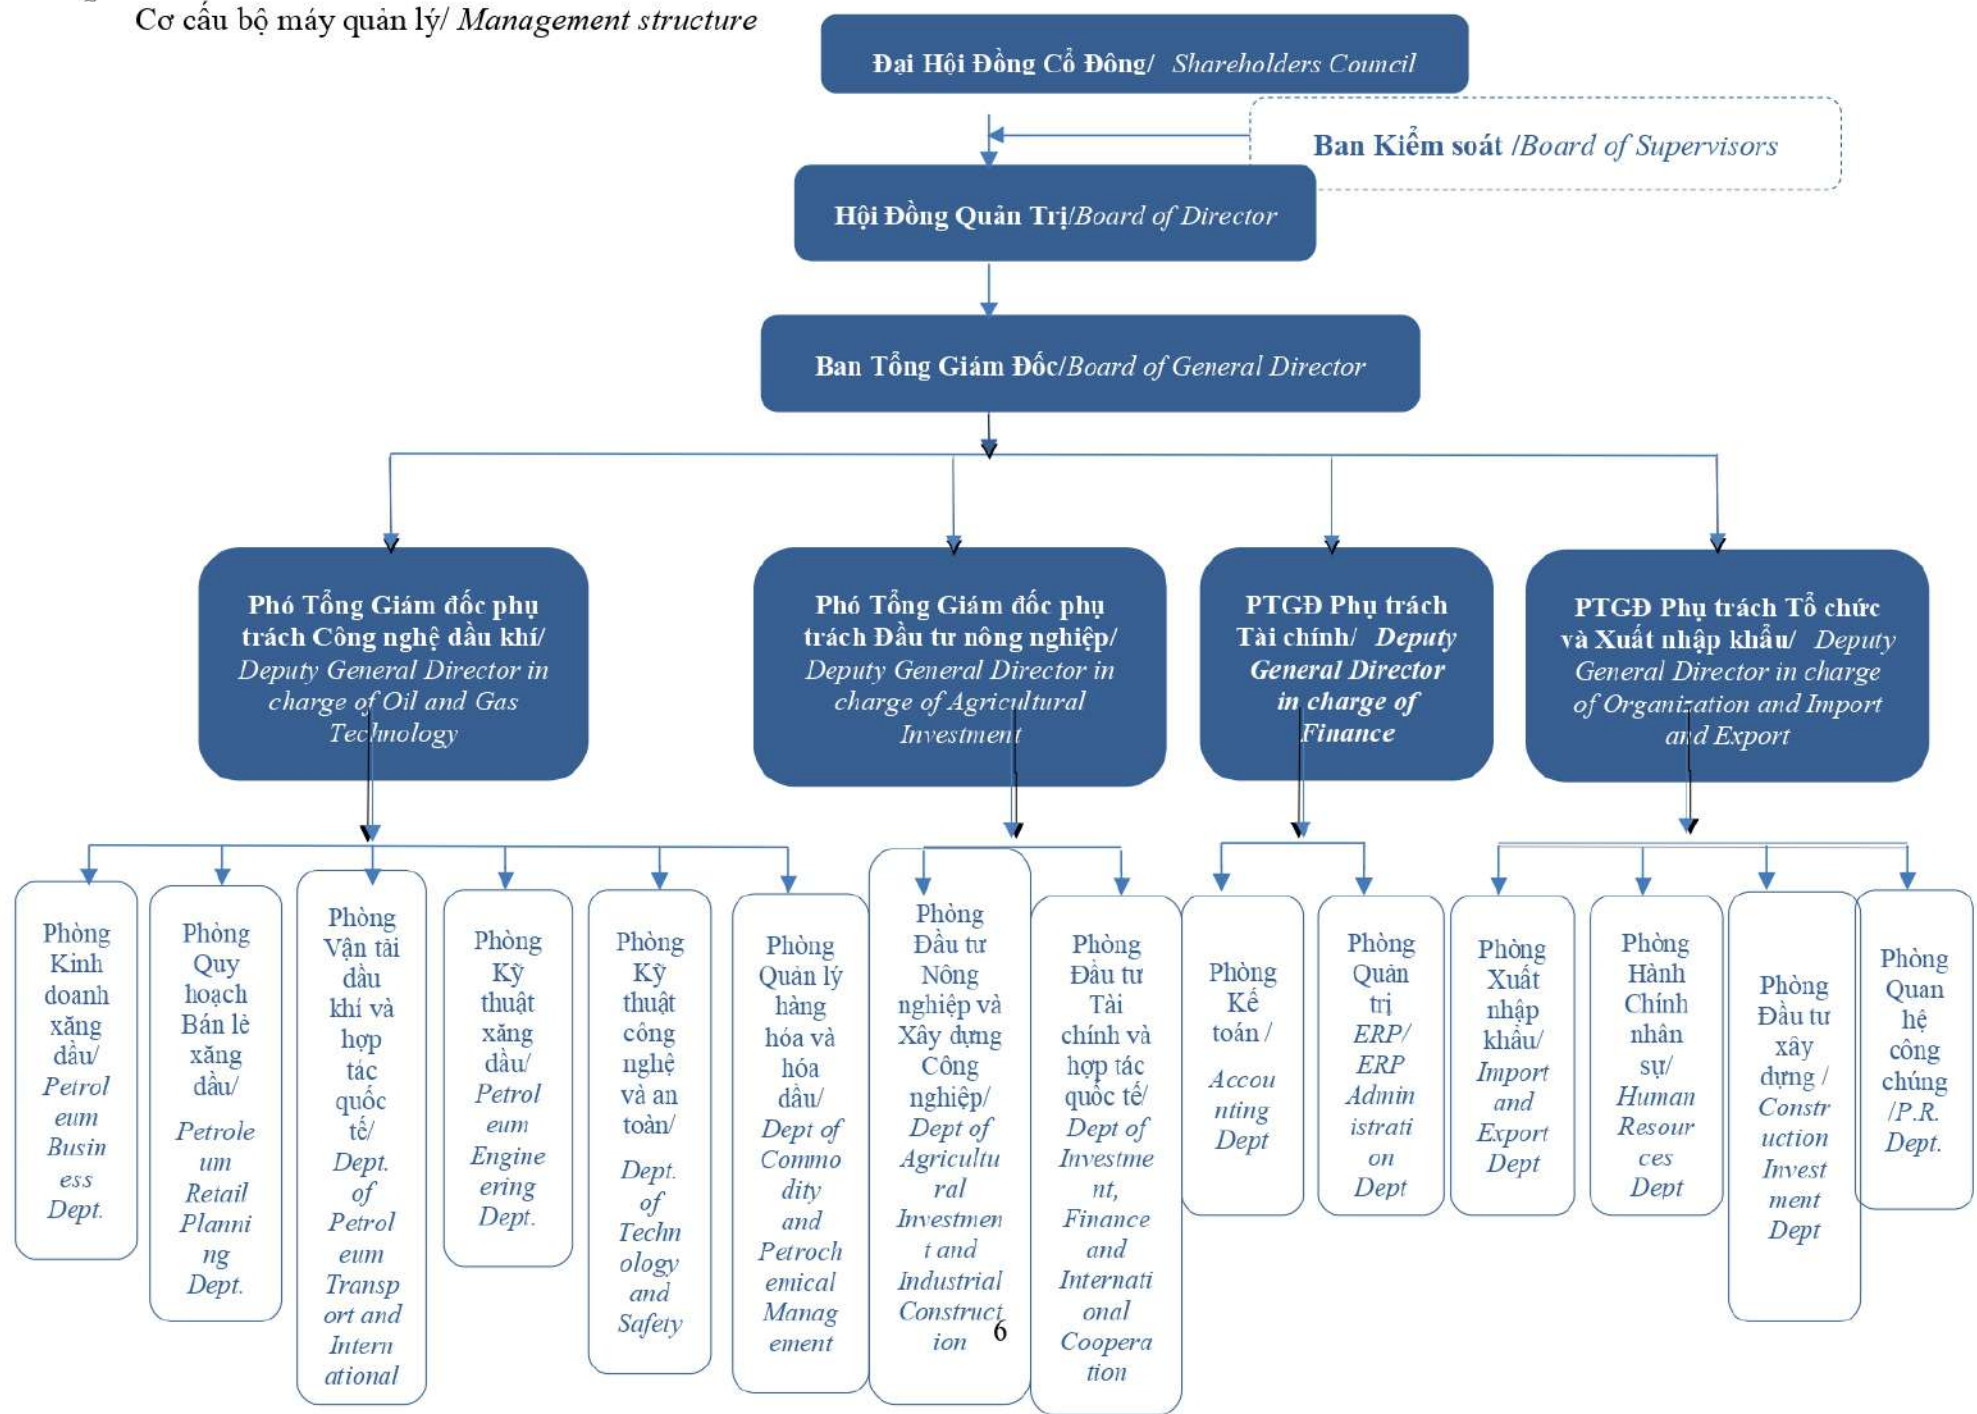 Cơ cấu bộ máy quản lý/ Management structure
Đại Hội Đồng Cổ Đông/ Shareholders Council
Ban Kiểm soát /Board of Supervisors
Hội Đồng Quản Trị/Board of Director
Ban Tổng Giám Đốc/Board of General Director
Phó Tổng Giám đốc phụ
trách Công nghệ dầu khí/
Deputy General Director in
charge of Oil and Gas
Technology
Phó Tổng Giám đốc phụ
trách Đầu tư nông nghiệp/
Deputy General Director in
charge of Agricultural
Investment
PTGĐ Phụ trách
Tài chính/ Deputy
General Director
in charge of
Finance
PTGĐ Phụ trách Tổ chức
và Xuất nhập khẩu/ Deputy
General Director in charge
of Organization and Import
and Export
Phòng
Kinh
doanh
xăng
dầu/
Petrol
eum
Busin
ess
Dept.
Phòng
Quy
hoạch
Bán lẻ
xăng
dầu/
Petrole
um
Retail
Planni
ng
Dept.
Phòng
Vận tải
dầu
khí và
hợp
tác
quốc
tế/
Dept.
of
Petrol
eum
Transp
ort and
Intern
ational
Phòng
Kỹ
thuật
xăng
dầu/
Petrol
eum
Engine
ering
Dept.
Phòng
Kỹ
thuật
công
nghệ
và an
toàn/
Dept.
of
Techn
ology
and
Safety
Phòng
Quản lý
hàng
hóa và
hóa
dầu/
Dept of
Commo
dity
and
Petroch
emical
Manag
ement
Phòng
Đầu tư
Nông
nghiệp và
Xây dựng
Công
nghiệp/
Dept of
Agricultu
ral
Investmen
t and
Industrial
Construct
ion
Phòng
Đầu tư
Tài
chính và
hợp tác
quốc tế/
Dept of
Investme
nt,
Finance
and
Internati
onal
Coopera
tion
Phòng
Kế
toán /
Accou
nting
Dept
Phòng
Quản
trị
ERP/
ERP
Admin
istrati
on
Dept
Phòng
Xuất
nhập
khẩu/
Import
and
Export
Dept
Phòng
Hành
Chính
nhân
sự/
Human
Resour
ces
Dept
Phòng
Đầu tư
xây
dựng /
Constr
uction
Invest
ment
Dept
Phòng
Quan
hệ
công
chúng
/P.R.
Dept.
6